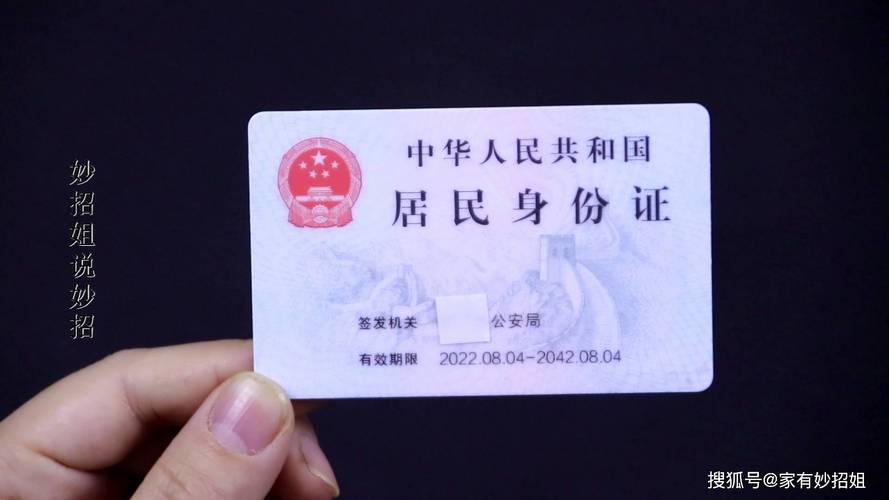 妙招姐说妙招
中华人民共和国
居民身份证
签发机关 公安局
有效期限 2022.08.04-2042.08.04
搜狐号@家有妙招姐